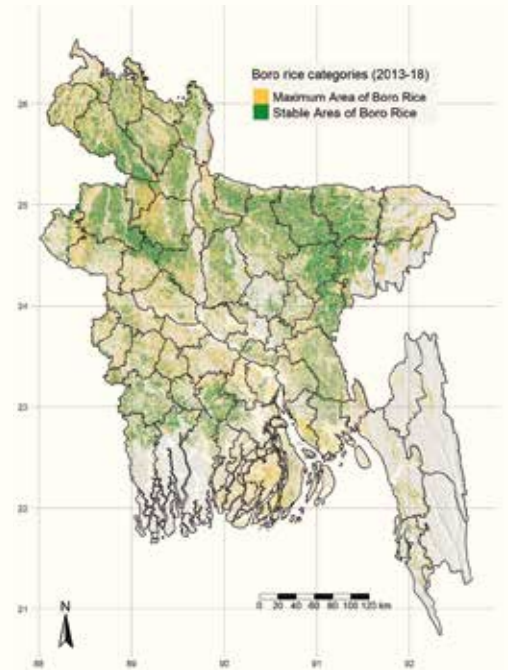 Boro rice categories (2013-18)
Maximum Area of Boro Rice
Stable Area of Boro Rice
26
25
24
23
22
21
N
0 20 40 60 80 100 120 km
88 89 90 91 92